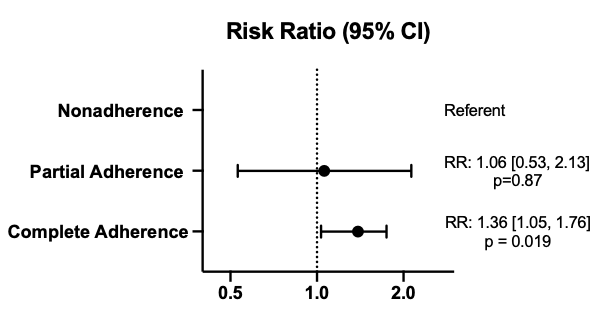 Risk Ratio (95% CI)
Nonadherence
Referent
Partial Adherence
RR: 1.06 [0.53, 2.13]
p=0.87
Complete Adherence
RR: 1.36 [1.05, 1.76]
p = 0.019
0.5 1.0 2.0